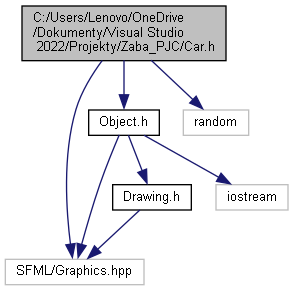 C:/Users/Lenovo/OneDrive
/Dokumenty/Visual Studio
2022/Projekty/Zaba_PJC/Car.h
Object.h
random
Drawing.h
iostream
SFML/Graphics.hpp